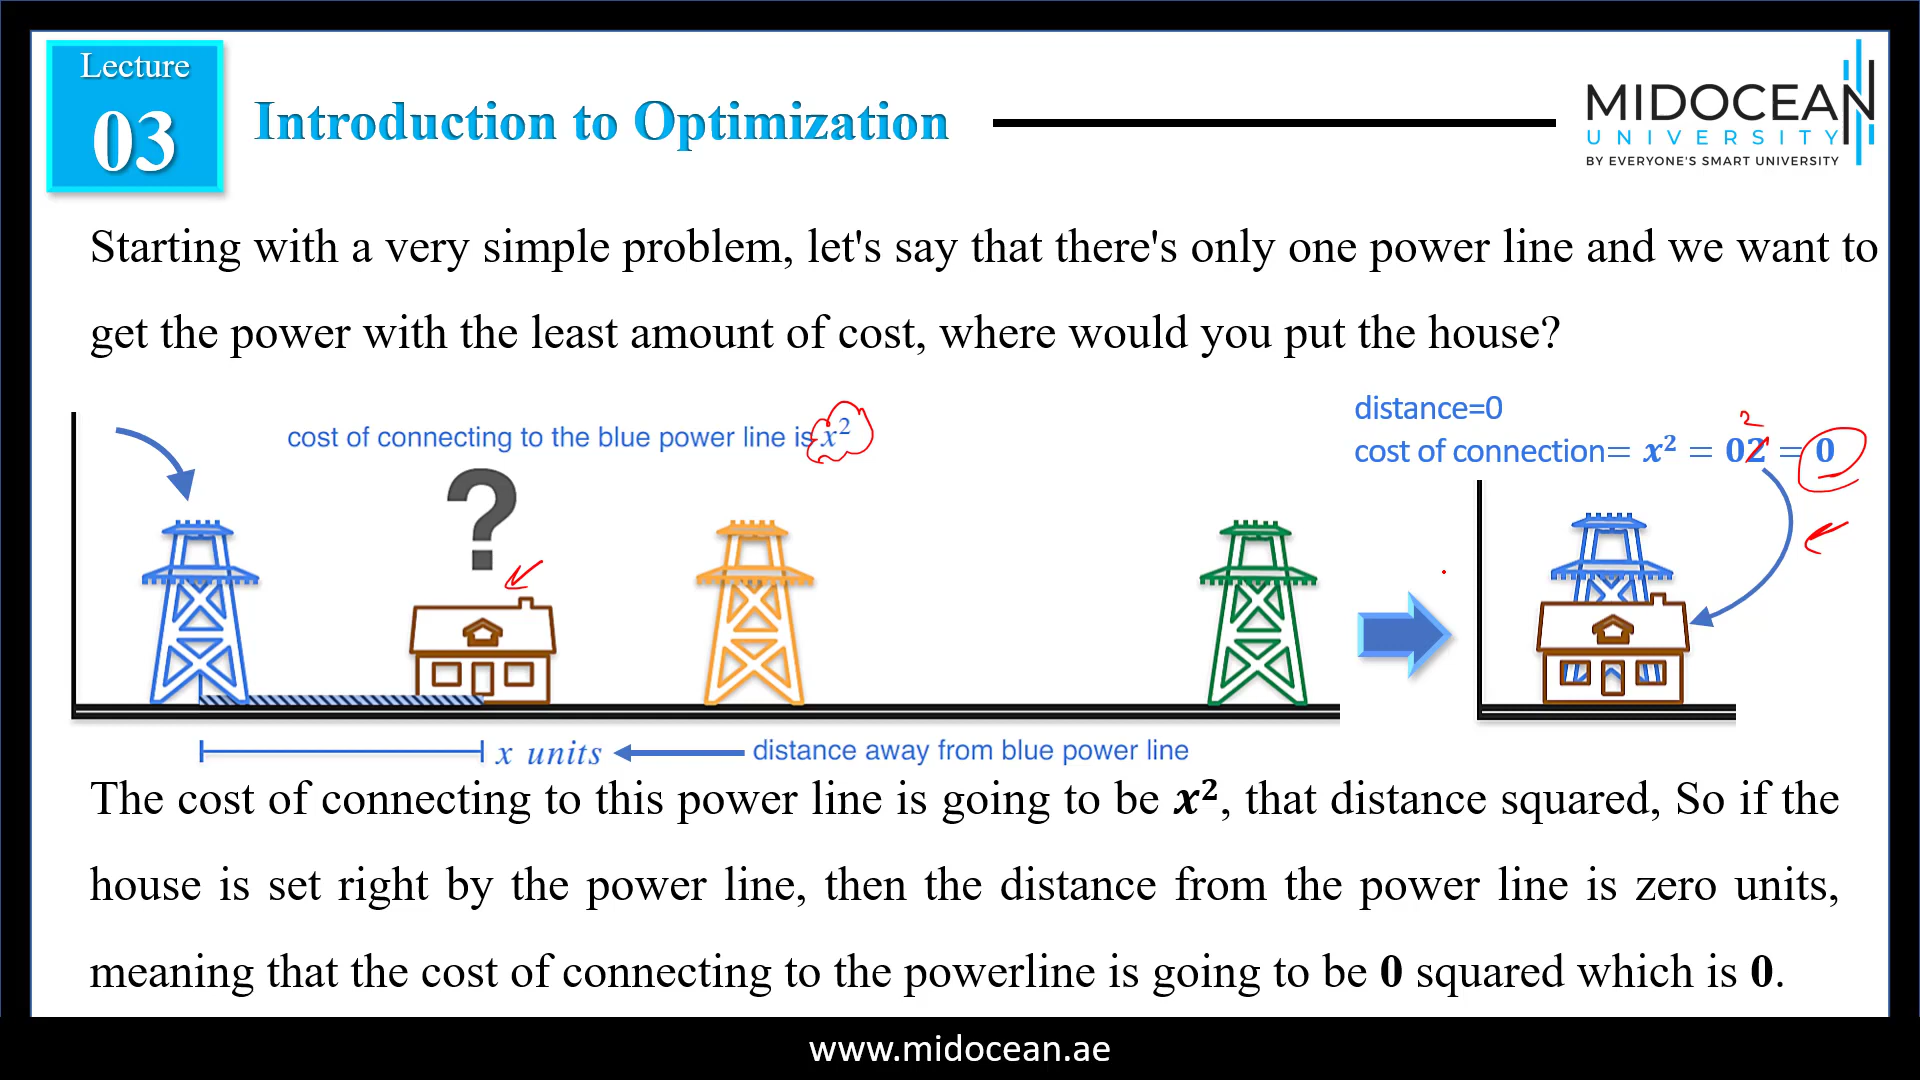 Lecture
03
Introduction to Optimization
MIDOCEAN
UNIVERSITY
BY EVERYONE'S SMART UNIVERSITY
Starting with a very simple problem, let's say that there's only one power line and we want to
get the power with the least amount of cost, where would you put the house?
cost of connecting to the blue power line is x²
?
distance=0
2
cost of connection= x² = 02 = 0
x units
distance away from blue power line
The cost of connecting to this power line is going to be x², that distance squared, So if the
house is set right by the power line, then the distance from the power line is zero units,
meaning that the cost of connecting to the powerline is going to be 0 squared which is 0.
www.midocean.ae